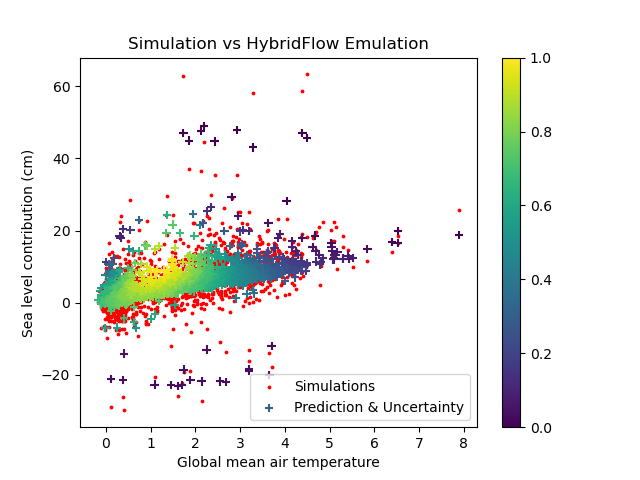 Simulation vs HybridFlow Emulation
Sea level contribution (cm)
60
40
20
0
−20
0 1 2 3 4 5 6 7 8
Global mean air temperature
Simulations
Prediction & Uncertainty
1.0
0.8
0.6
0.4
0.2
0.0